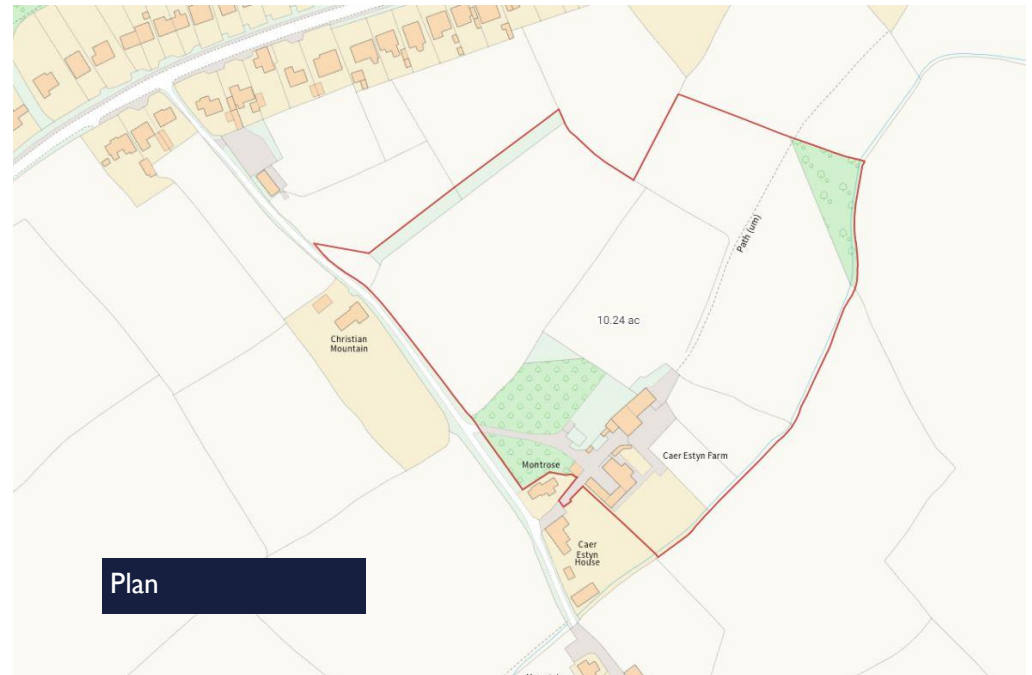 Path (um)
10.24 ac
Christian
Mountain
Montrose
Caer Estyn Farm
Caer
Estyn
House
Plan